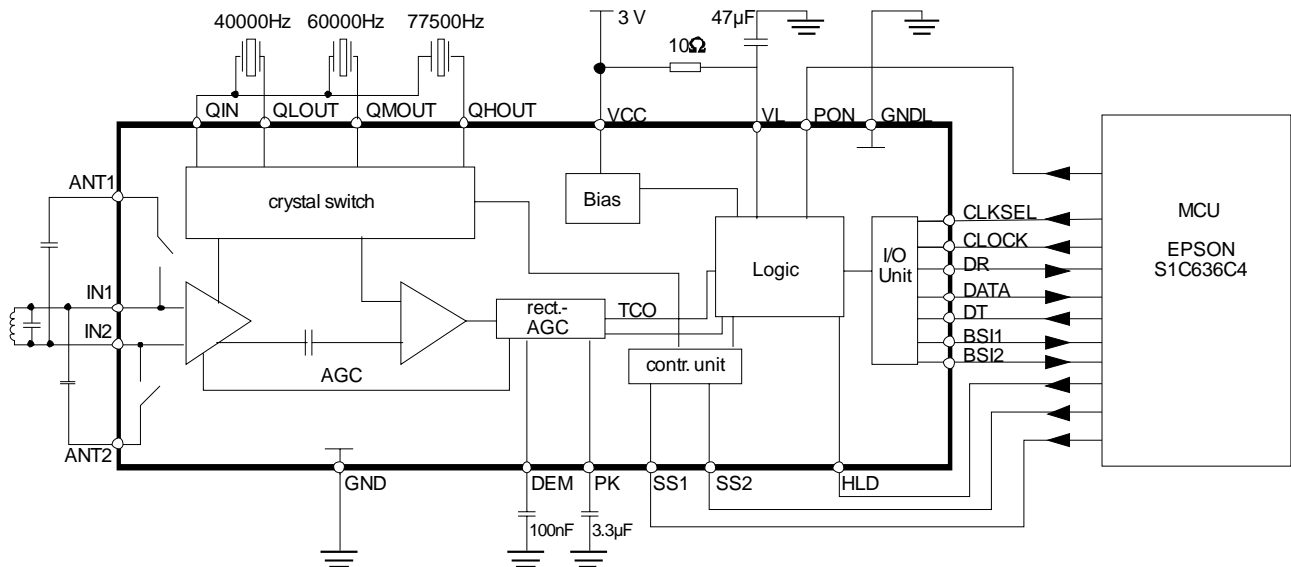 40000Hz 60000Hz 77500Hz
3 V
47µF
10Ω
QIN QLOUT QMOUT QHOUT
VCC VL PON GNDL
ANT1
crystal switch
Bias
Logic
I/O
Unit
CLKSEL
CLOCK
DR
DATA
DT
BSI1
BSI2
MCU
EPSON
S1C636C4
IN1
IN2
rect.-
AGC
TCO
contr. unit
AGC
ANT2
GND
DEM PK SS1 SS2 HLD
100nF 3.3µF